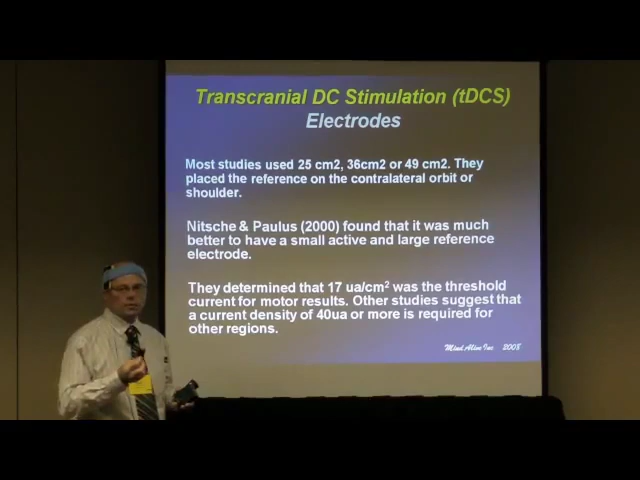 Transcranial DC Stimulation (tDCS)
Electrodes
Most studies used 25 cm2, 36cm2 or 49 cm2. They
placed the reference on the contralateral orbit or
shoulder.
Nitsche & Paulus (2000) found that it was much
better to have a small active and large reference
electrode.
They determined that 17 ua/cm² was the threshold
current for motor results. Other studies suggest that
a current density of 40ua or more is required for
other regions.
Mind Alive Inc. 2008